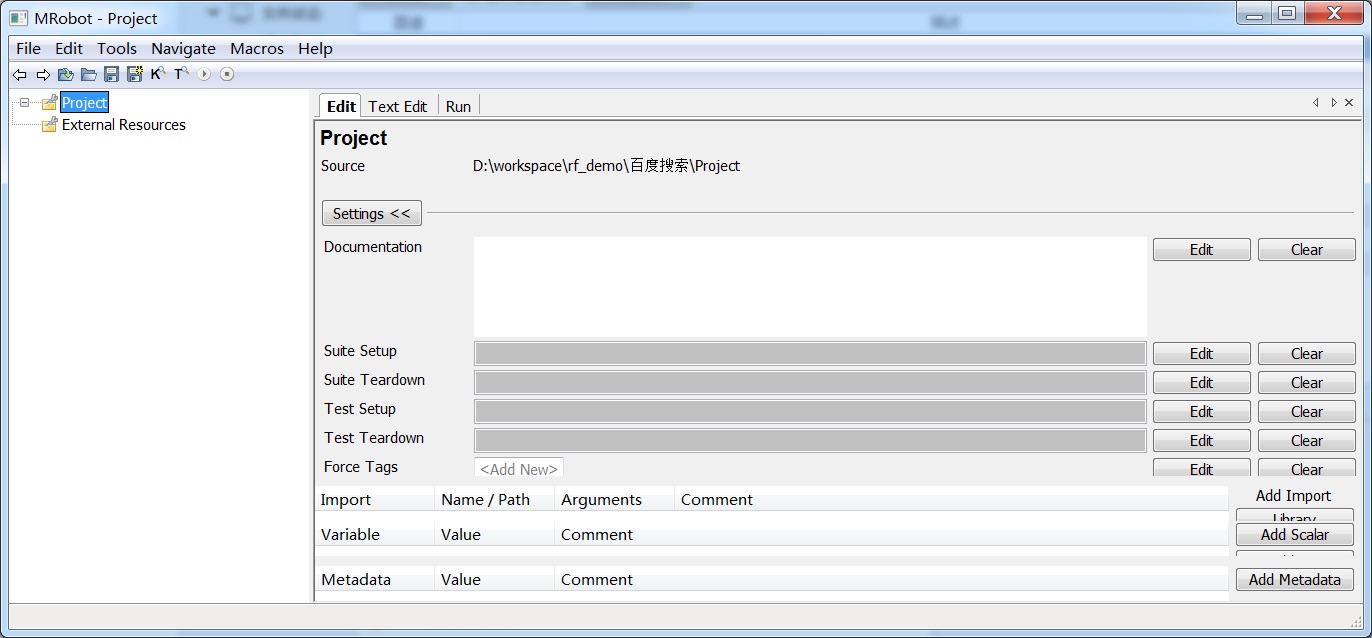 MRobot - Project
File Edit Tools Navigate Macros Help
K T
Project
External Resources
Edit Text Edit Run
Project
Source D:\workspace\rf_demo\百度搜索\Project
Settings <<
Documentation Edit Clear
Suite Setup Edit Clear
Suite Teardown Edit Clear
Test Setup Edit Clear
Test Teardown Edit Clear
Force Tags <Add New> Edit Clear
Import Name / Path Arguments Comment Add Import
Library
Variable Value Comment Add Scalar
Metadata Value Comment Add Metadata